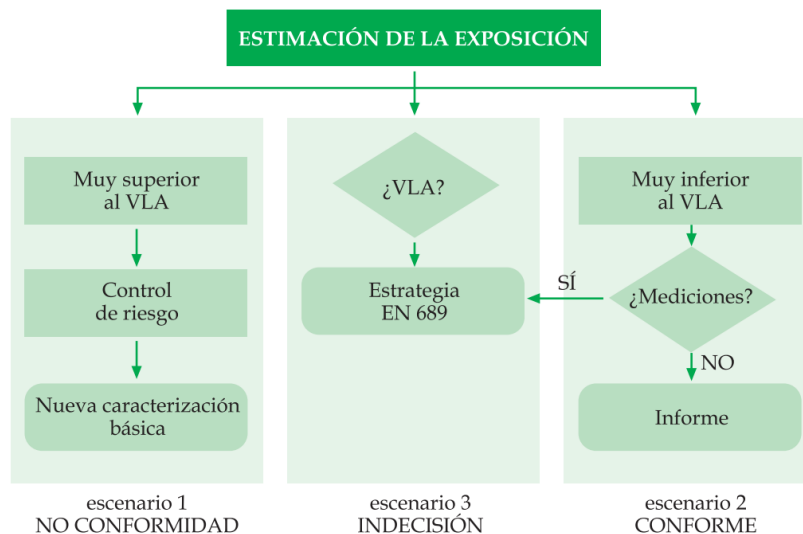 ESTIMACIÓN DE LA EXPOSICIÓN
Muy superior
al VLA
Control
de riesgo
Nueva caracterización
básica
escenario 1
NO CONFORMIDAD
¿VLA?
Estrategia
EN 689
escenario 3
INDECISIÓN
Muy inferior
al VLA
¿Mediciones?
SÍ
NO
Informe
escenario 2
CONFORME